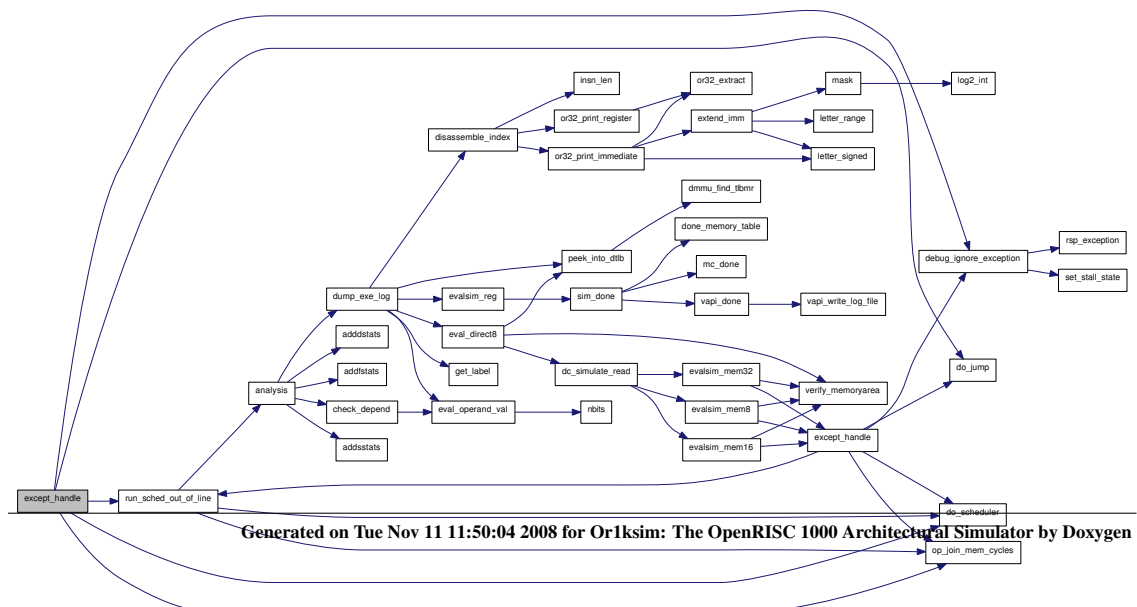 insn_len
or32_extract
mask
log2_int
or32_print_register
extend_imm
letter_range
disassemble_index
or32_print_immediate
letter_signed
dmmu_find_tlbmr
done_memory_table
rsp_exception
peek_into_dtlb
debug_ignore_exception
mc_done
set_stall_state
dump_exe_log
evalsim_reg
sim_done
vapi_done
vapi_write_log_file
adddstats
eval_direct8
do_jump
addfstats
get_label
dc_simulate_read
evalsim_mem32
analysis
verify_memoryarea
check_depend
eval_operand_val
nbits
evalsim_mem8
except_handle
addsstats
evalsim_mem16
except_handle
run_sched_out_of_line
do_scheduler
Generated on Tue Nov 11 11:50:04 2008 for Or1ksim: The OpenRISC 1000 Architectural Simulator by Doxygen
op_join_mem_cycles